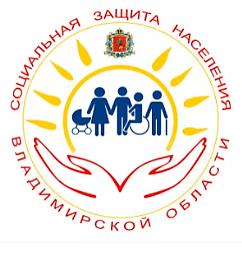 СОЦИАЛЬНАЯ ЗАЩИТА НАСЕЛЕНИЯ
ВЛАДИМИРСКОЙ ОБЛАСТИ